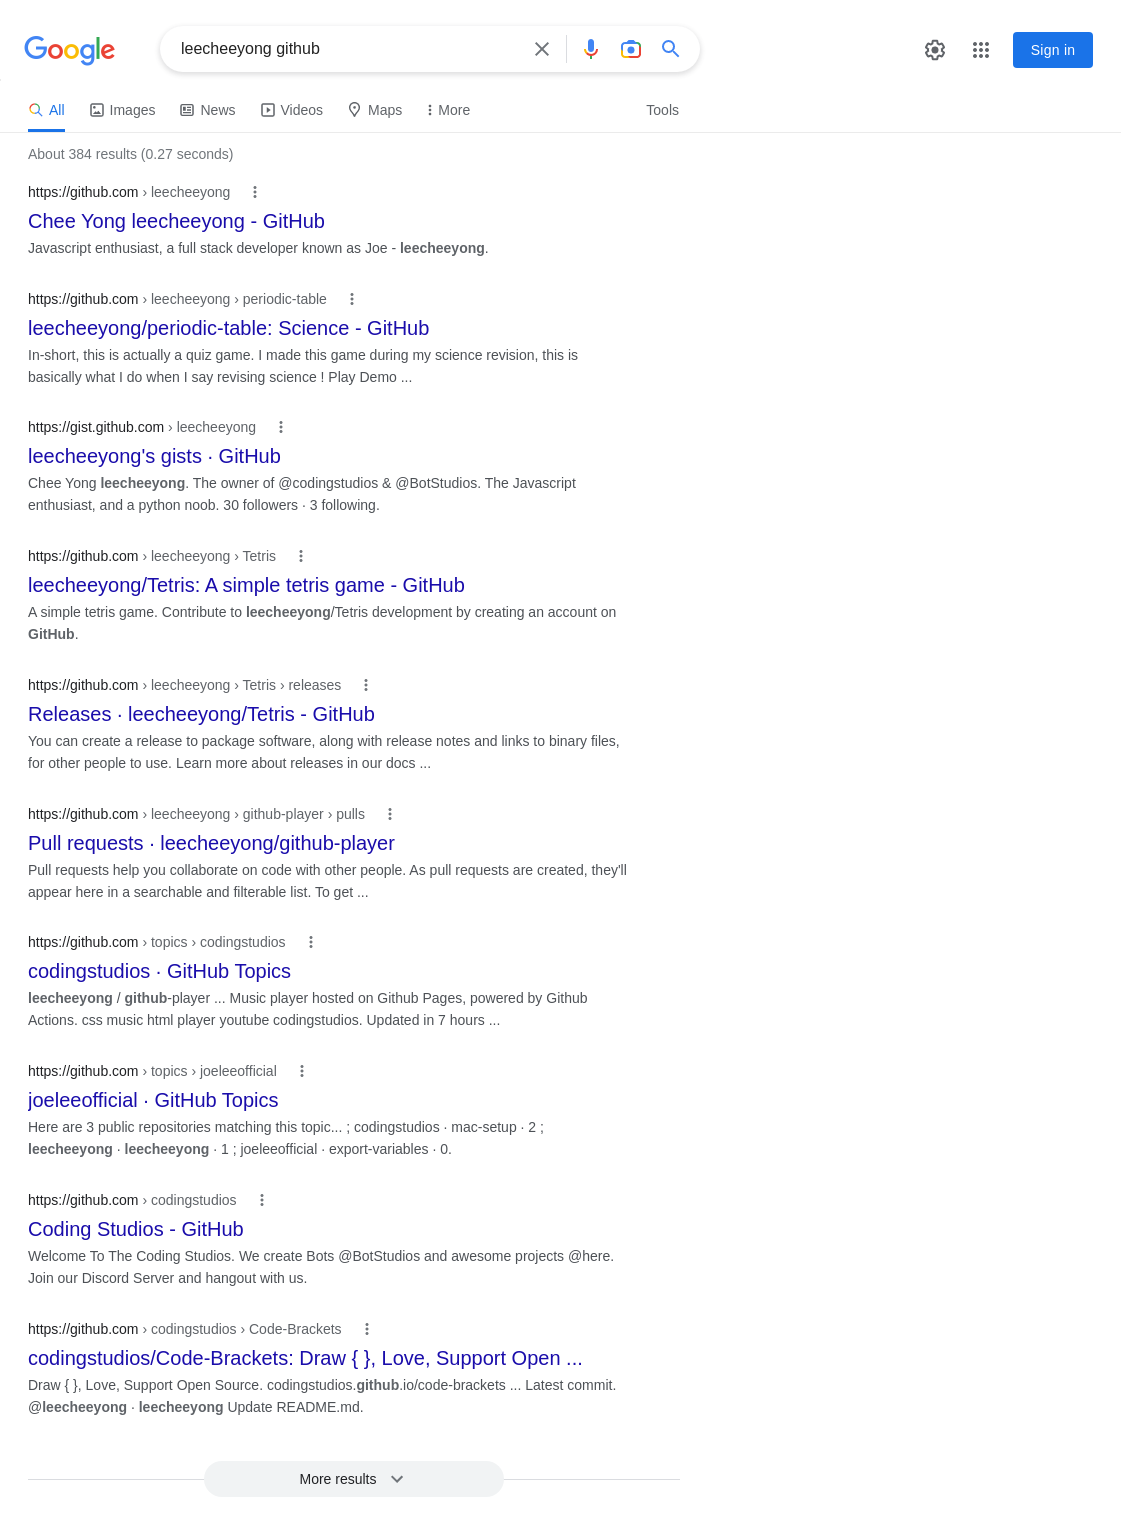 Google
leecheeyong github
Sign in
All Images News Videos Maps More Tools
About 384 results (0.27 seconds)
https://github.com › leecheeyong
Chee Yong leecheeyong - GitHub
Javascript enthusiast, a full stack developer known as Joe - leecheeyong.
https://github.com › leecheeyong › periodic-table
leecheeyong/periodic-table: Science - GitHub
In-short, this is actually a quiz game. I made this game during my science revision, this is
basically what I do when I say revising science ! Play Demo ...
https://gist.github.com › leecheeyong
leecheeyong's gists · GitHub
Chee Yong leecheeyong. The owner of @codingstudios & @BotStudios. The Javascript
enthusiast, and a python noob. 30 followers · 3 following.
https://github.com › leecheeyong › Tetris
leecheeyong/Tetris: A simple tetris game - GitHub
A simple tetris game. Contribute to leecheeyong/Tetris development by creating an account on
GitHub.
https://github.com › leecheeyong › Tetris › releases
Releases · leecheeyong/Tetris - GitHub
You can create a release to package software, along with release notes and links to binary files,
for other people to use. Learn more about releases in our docs ...
https://github.com › leecheeyong › github-player › pulls
Pull requests · leecheeyong/github-player
Pull requests help you collaborate on code with other people. As pull requests are created, they'll
appear here in a searchable and filterable list. To get ...
https://github.com › topics › codingstudios
codingstudios · GitHub Topics
leecheeyong / github-player ... Music player hosted on Github Pages, powered by Github
Actions. css music html player youtube codingstudios. Updated in 7 hours ...
https://github.com › topics › joeleeofficial
joeleeofficial · GitHub Topics
Here are 3 public repositories matching this topic... ; codingstudios · mac-setup · 2 ;
leecheeyong · leecheeyong · 1 ; joeleeofficial · export-variables · 0.
https://github.com › codingstudios
Coding Studios - GitHub
Welcome To The Coding Studios. We create Bots @BotStudios and awesome projects @here.
Join our Discord Server and hangout with us.
https://github.com › codingstudios › Code-Brackets
codingstudios/Code-Brackets: Draw { }, Love, Support Open ...
Draw { }, Love, Support Open Source. codingstudios.github.io/code-brackets ... Latest commit.
@leecheeyong · leecheeyong Update README.md.
More results